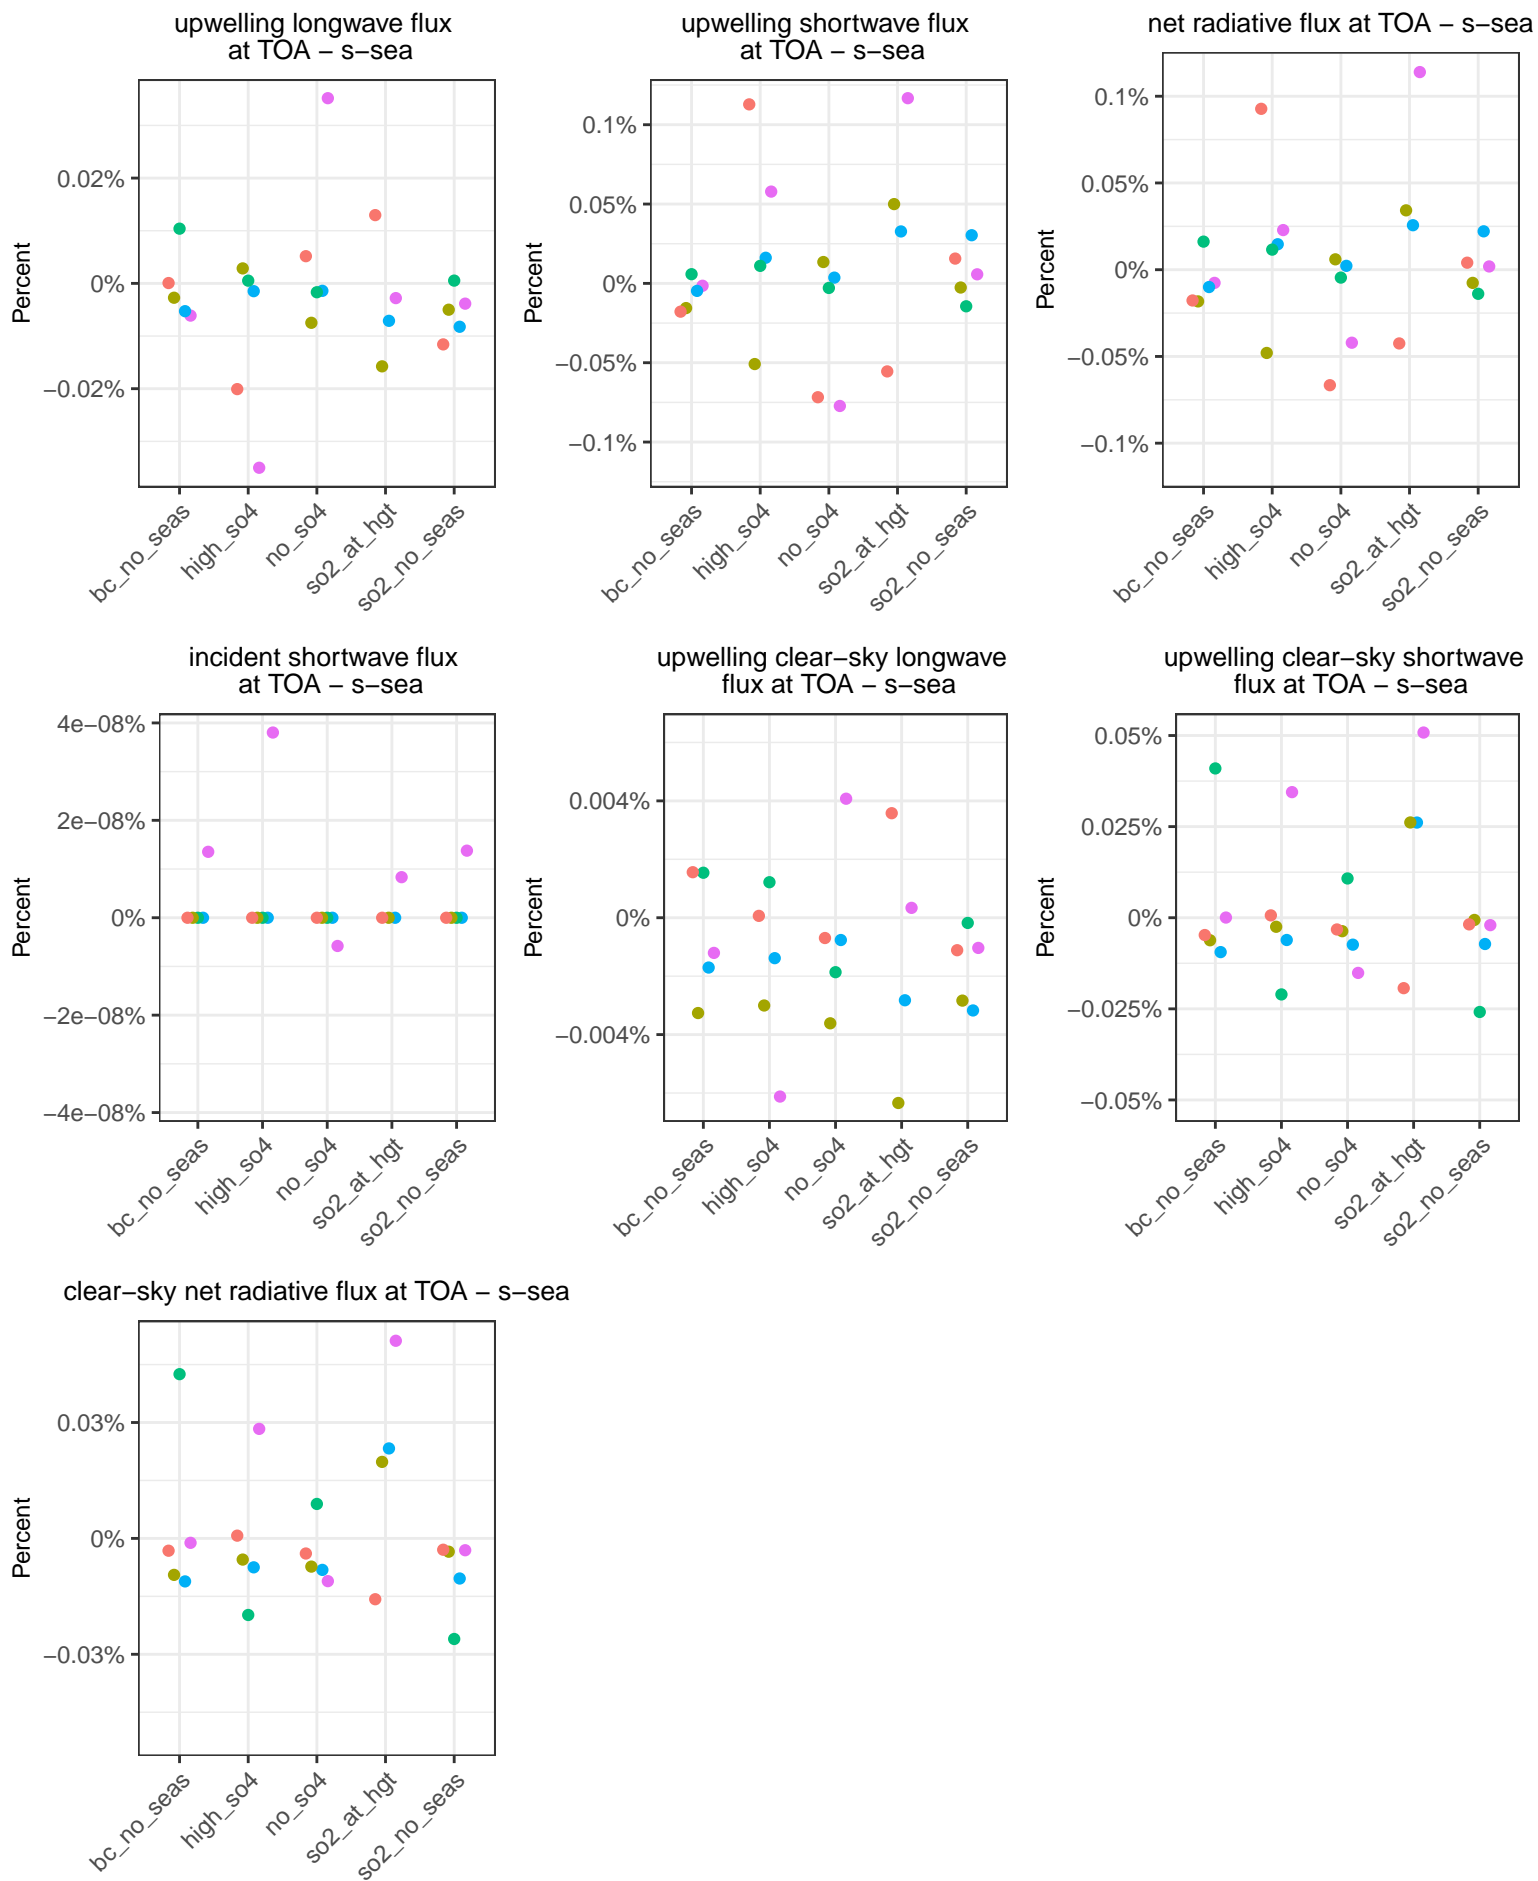 upwelling longwave flux
at TOA − s−sea
Percent
0.02%
0%
−0.02%
bc_no_seas
high_so4
no_so4
so2_at_hgt
so2_no_seas
upwelling shortwave flux
at TOA − s−sea
Percent
0.1%
0.05%
0%
−0.05%
−0.1%
bc_no_seas
high_so4
no_so4
so2_at_hgt
so2_no_seas
net radiative flux at TOA − s−sea
Percent
0.1%
0.05%
0%
−0.05%
−0.1%
bc_no_seas
high_so4
no_so4
so2_at_hgt
so2_no_seas
incident shortwave flux
at TOA − s−sea
Percent
4e−08%
2e−08%
0%
−2e−08%
−4e−08%
bc_no_seas
high_so4
no_so4
so2_at_hgt
so2_no_seas
upwelling clear−sky longwave
flux at TOA − s−sea
Percent
0.004%
0%
−0.004%
bc_no_seas
high_so4
no_so4
so2_at_hgt
so2_no_seas
upwelling clear−sky shortwave
flux at TOA − s−sea
Percent
0.05%
0.025%
0%
−0.025%
−0.05%
bc_no_seas
high_so4
no_so4
so2_at_hgt
so2_no_seas
clear−sky net radiative flux at TOA − s−sea
Percent
0.03%
0%
−0.03%
bc_no_seas
high_so4
no_so4
so2_at_hgt
so2_no_seas